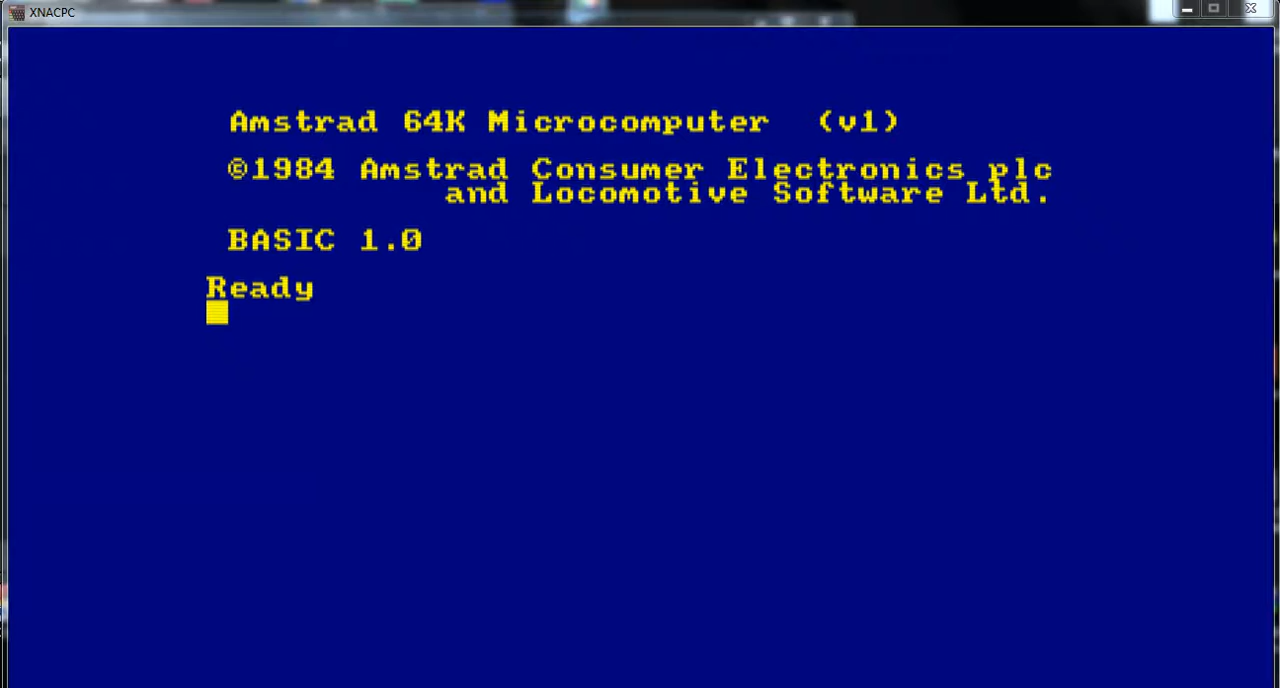 XNACPC
Amstrad 64K Microcomputer (v1)
©1984 Amstrad Consumer Electronics plc
and Locomotive Software Ltd.
BASIC 1.0
Ready